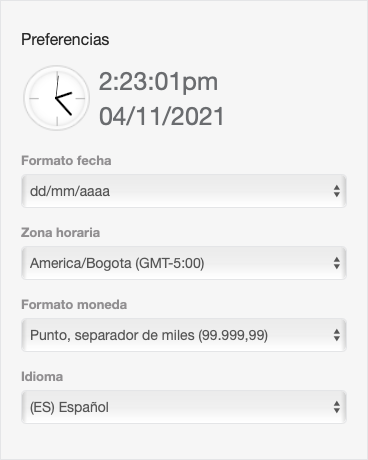 Preferencias
2:23:01pm
04/11/2021
Formato fecha
dd/mm/aaaa
Zona horaria
America/Bogota (GMT-5:00)
Formato moneda
Punto, separador de miles (99.999,99)
Idioma
(ES) Español